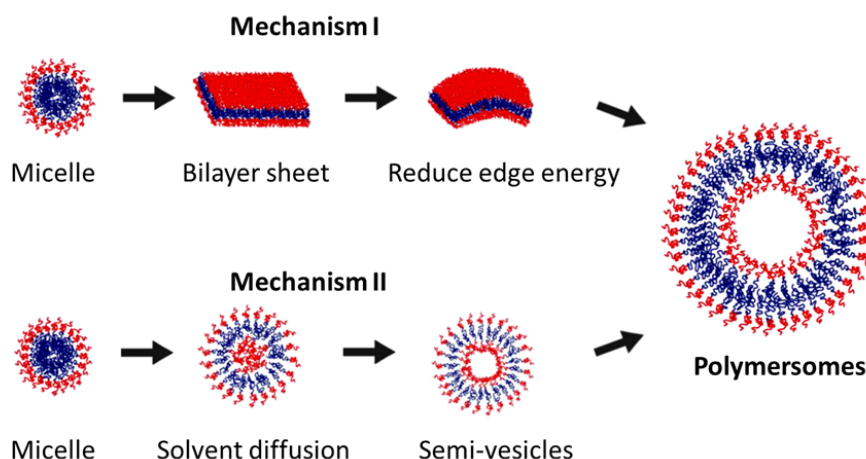 Mechanism I
Micelle
Bilayer sheet
Reduce edge energy
Mechanism II
Polymersomes
Micelle
Solvent diffusion
Semi-vesicles